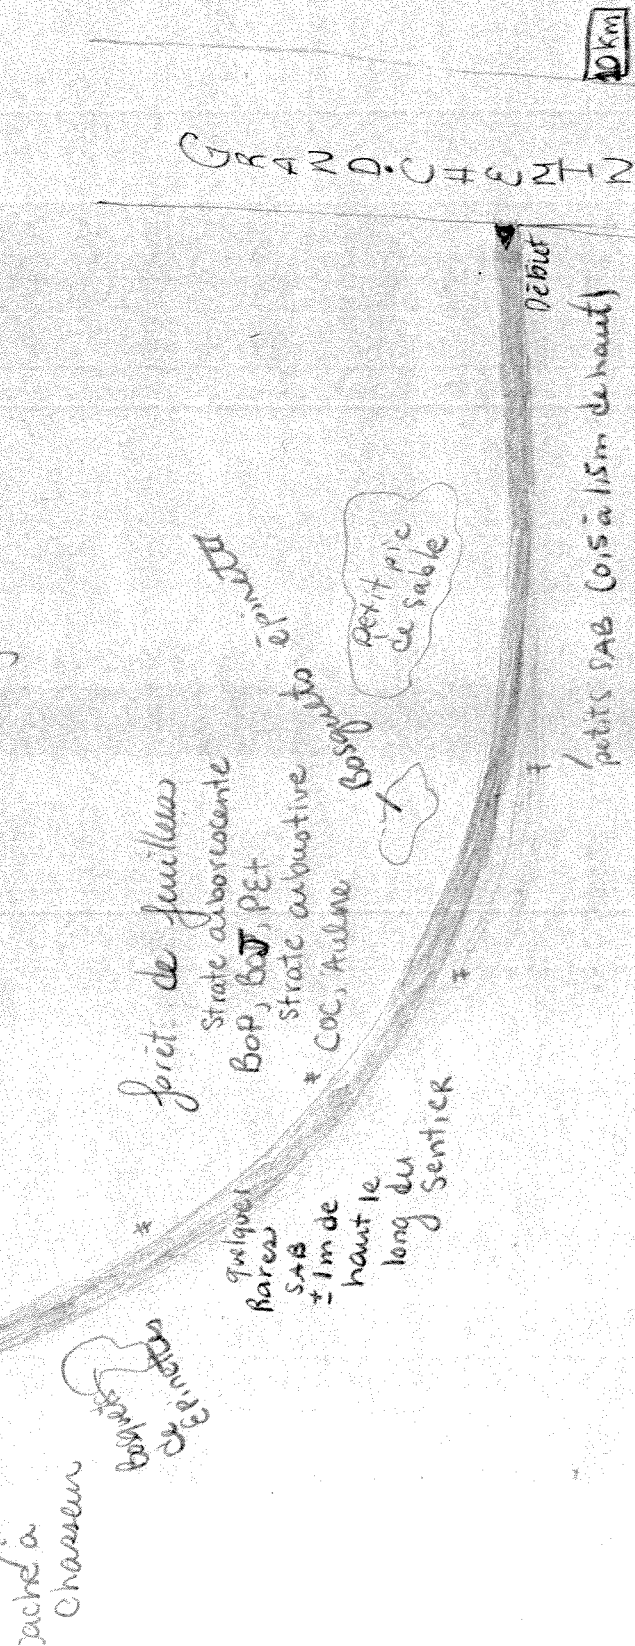 10 km
GRAND.CHEMIN
Début
petits SAB (0,5 à 1,5m de haut)
petit pic
de sable
Bosquets
épinette
forêt de feuillus
Strate arborescente
BOP, BOJ, PET
Strate arbustive
COC, Aulne
quelques
Rares
SAB
± 1m de
haut le
long du
sentier
bosquets
de
épinettes
cache à
chasseur